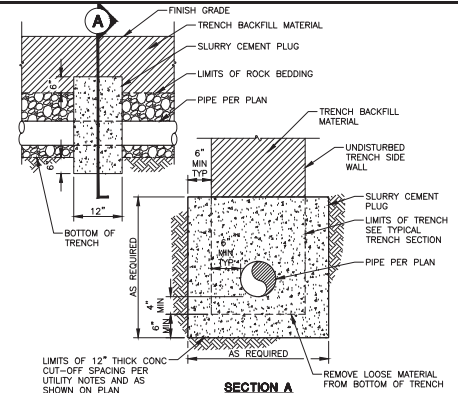 A
FINISH GRADE
TRENCH BACKFILL MATERIAL
SLURRY CEMENT PLUG
LIMITS OF ROCK BEDDING
PIPE PER PLAN
6"
6"
12"
BOTTOM OF
TRENCH
TRENCH BACKFILL
MATERIAL
6"
MIN
TYP
UNDISTURBED
TRENCH SIDE
WALL
SLURRY CEMENT
PLUG
LIMITS OF TRENCH
SEE TYPICAL
TRENCH SECTION
6"
MIN
TYP
PIPE PER PLAN
AS REQUIRED
4"
MIN
6"
MIN
AS REQUIRED
LIMITS OF 12" THICK CONC
CUT-OFF SPACING PER
UTILITY NOTES AND AS
SHOWN ON PLAN
REMOVE LOOSE MATERIAL
FROM BOTTOM OF TRENCH
SECTION A